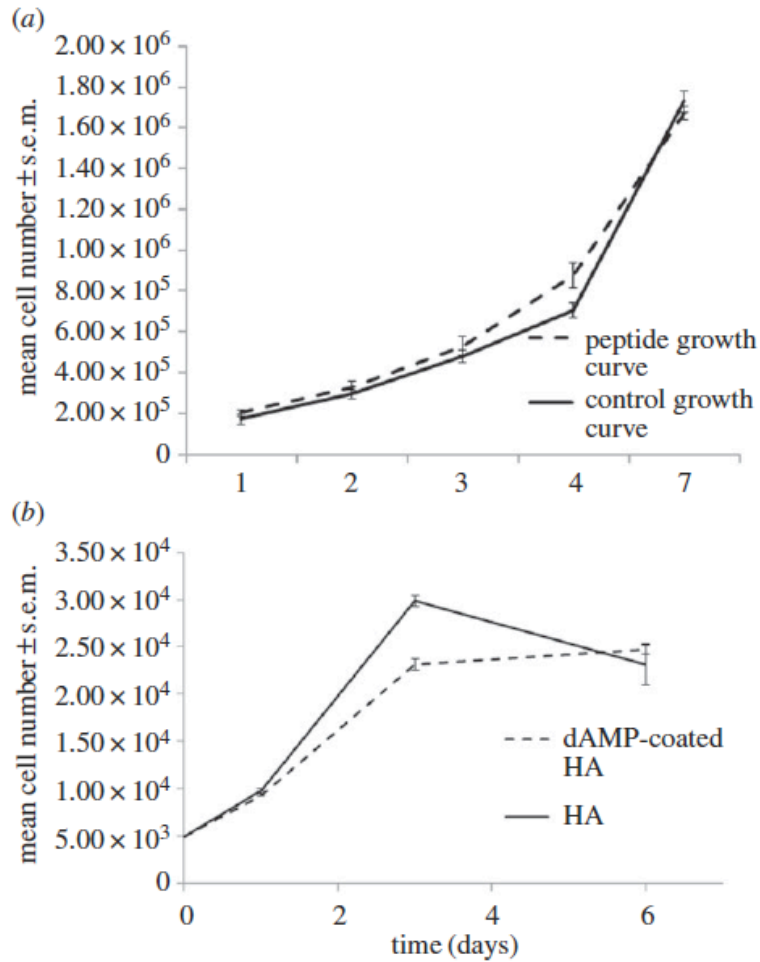 (a)
mean cell number ± s.e.m.
2.00 × 10⁶
1.80 × 10⁶
1.60 × 10⁶
1.40 × 10⁶
1.20 × 10⁶
1.00 × 10⁶
8.00 × 10⁵
6.00 × 10⁵
4.00 × 10⁵
2.00 × 10⁵
0
peptide growth
curve
control growth
curve
1 2 3 4 7
(b)
mean cell number ± s.e.m.
3.50 × 10⁴
3.00 × 10⁴
2.50 × 10⁴
2.00 × 10⁴
1.50 × 10⁴
1.00 × 10⁴
5.00 × 10³
0
dAMP-coated
HA
HA
0 2 4 6
time (days)